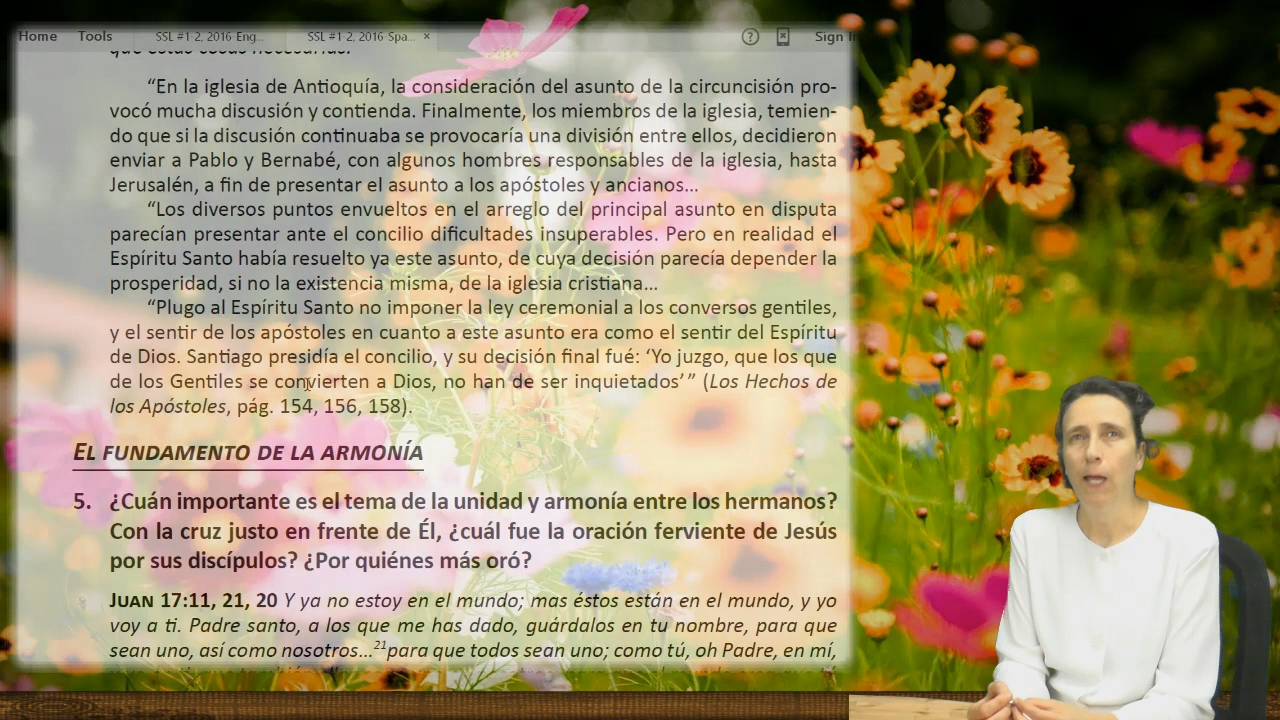 Home Tools SSL #1-2, 2016-Eng... SSL #1-2, 2016-Spa... × Sign In
que estas cosas necesarias.
“En la iglesia de Antioquía, la consideración del asunto de la circuncisión pro-
vocó mucha discusión y contienda. Finalmente, los miembros de la iglesia, temien-
do que si la discusión continuaba se provocaría una división entre ellos, decidieron
enviar a Pablo y Bernabé, con algunos hombres responsables de la iglesia, hasta
Jerusalén, a fin de presentar el asunto a los apóstoles y ancianos...
“Los diversos puntos envueltos en el arreglo del principal asunto en disputa
parecían presentar ante el concilio dificultades insuperables. Pero en realidad el
Espíritu Santo había resuelto ya este asunto, de cuya decisión parecía depender la
prosperidad, si no la existencia misma, de la iglesia cristiana...
“Plugo al Espíritu Santo no imponer la ley ceremonial a los conversos gentiles,
y el sentir de los apóstoles en cuanto a este asunto era como el sentir del Espíritu
de Dios. Santiago presidía el concilio, y su decisión final fué: ‘Yo juzgo, que los que
de los Gentiles se convierten a Dios, no han de ser inquietados’” (Los Hechos de
los Apóstoles, pág. 154, 156, 158).
EL FUNDAMENTO DE LA ARMONÍA
5. ¿Cuán importante es el tema de la unidad y armonía entre los hermanos?
Con la cruz justo en frente de Él, ¿cuál fue la oración ferviente de Jesús
por sus discípulos? ¿Por quiénes más oró?
JUAN 17:11, 21, 20 Y ya no estoy en el mundo; mas éstos están en el mundo, y yo
voy a ti. Padre santo, a los que me has dado, guárdalos en tu nombre, para que
sean uno, así como nosotros...21para que todos sean uno; como tú, oh Padre, en mí,